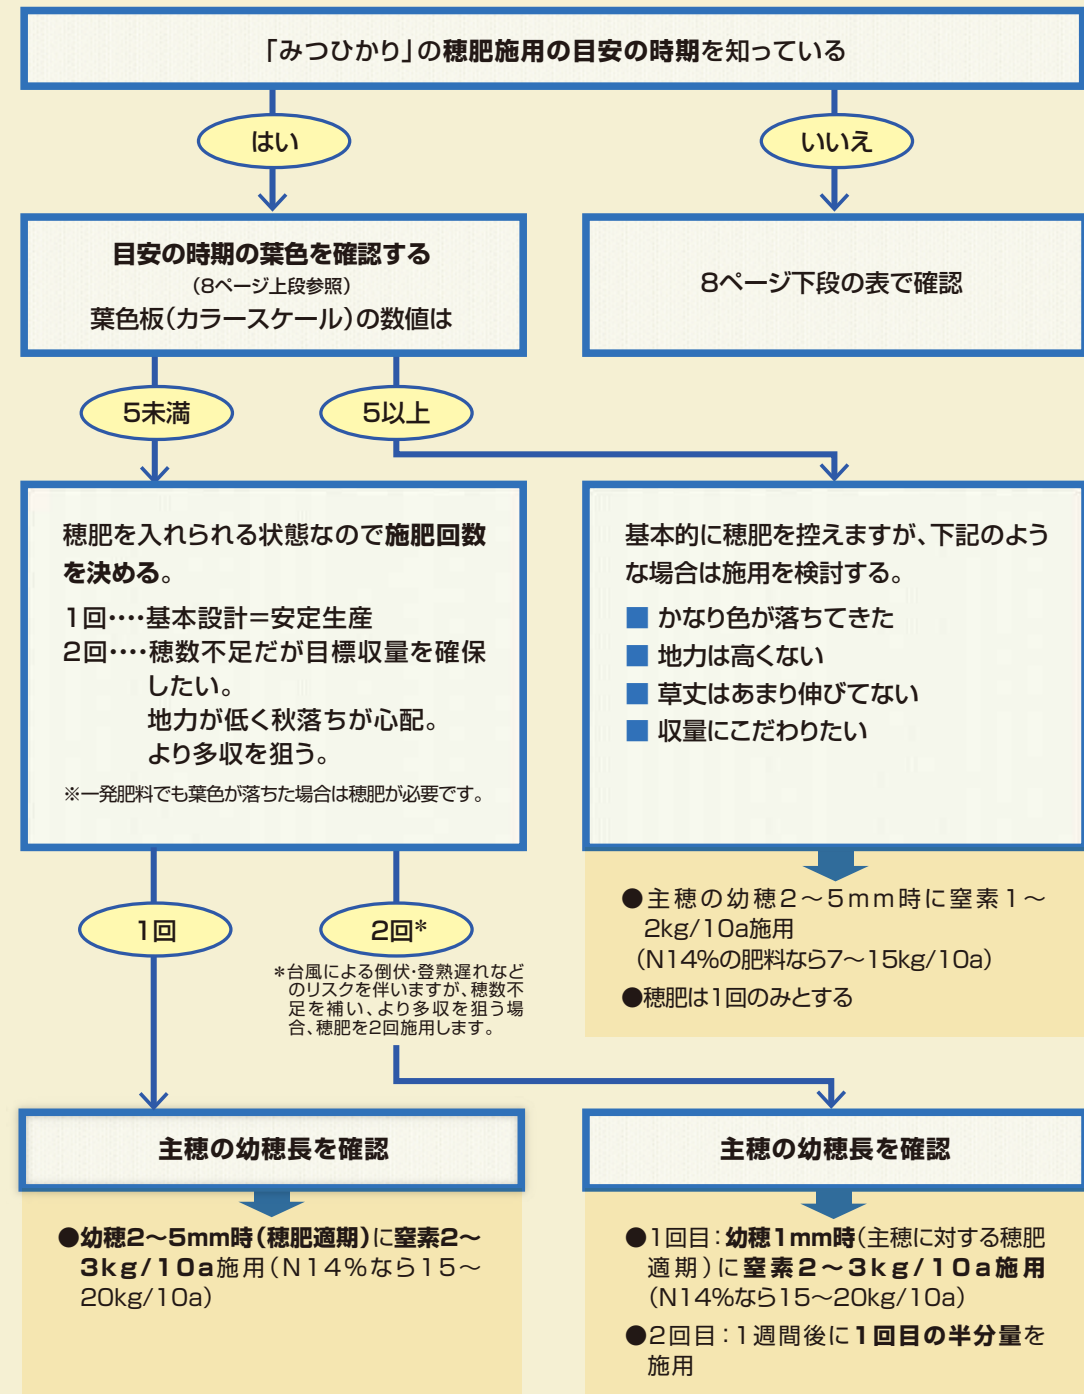 「みつひかり」の穂肥施用の目安の時期を知っている
はい
いいえ
目安の時期の葉色を確認する
（8ページ上段参照）
葉色板（カラースケール）の数値は
8ページ下段の表で確認
5未満
5以上
穂肥を入れられる状態なので施肥回数
を決める。
1回‥‥基本設計＝安定生産
2回‥‥穂数不足だが目標収量を確保
したい。
地力が低く秋落ちが心配。
より多収を狙う。
※一発肥料でも葉色が落ちた場合は穂肥が必要です。
基本的に穂肥を控えますが、下記のよう
な場合は施用を検討する。
■ かなり色が落ちてきた
■ 地力は高くない
■ 草丈はあまり伸びてない
■ 収量にこだわりたい
●主穂の幼穂2～5mm時に窒素1～
2kg/10a施用
（N14%の肥料なら7～15kg/10a）
●穂肥は1回のみとする
1回
2回*
*台風による倒伏・登熟遅れなど
のリスクを伴いますが、穂数不
足を補い、より多収を狙う場
合、穂肥を2回施用します。
主穂の幼穂長を確認
●幼穂2～5mm時（穂肥適期）に窒素2～
3kg/10a施用（N14%なら15～
20kg/10a）
主穂の幼穂長を確認
●1回目：幼穂1mm時（主穂に対する穂肥
適期）に窒素2～3kg/10a施用
（N14%なら15～20kg/10a）
●2回目：1週間後に1回目の半分量を
施用